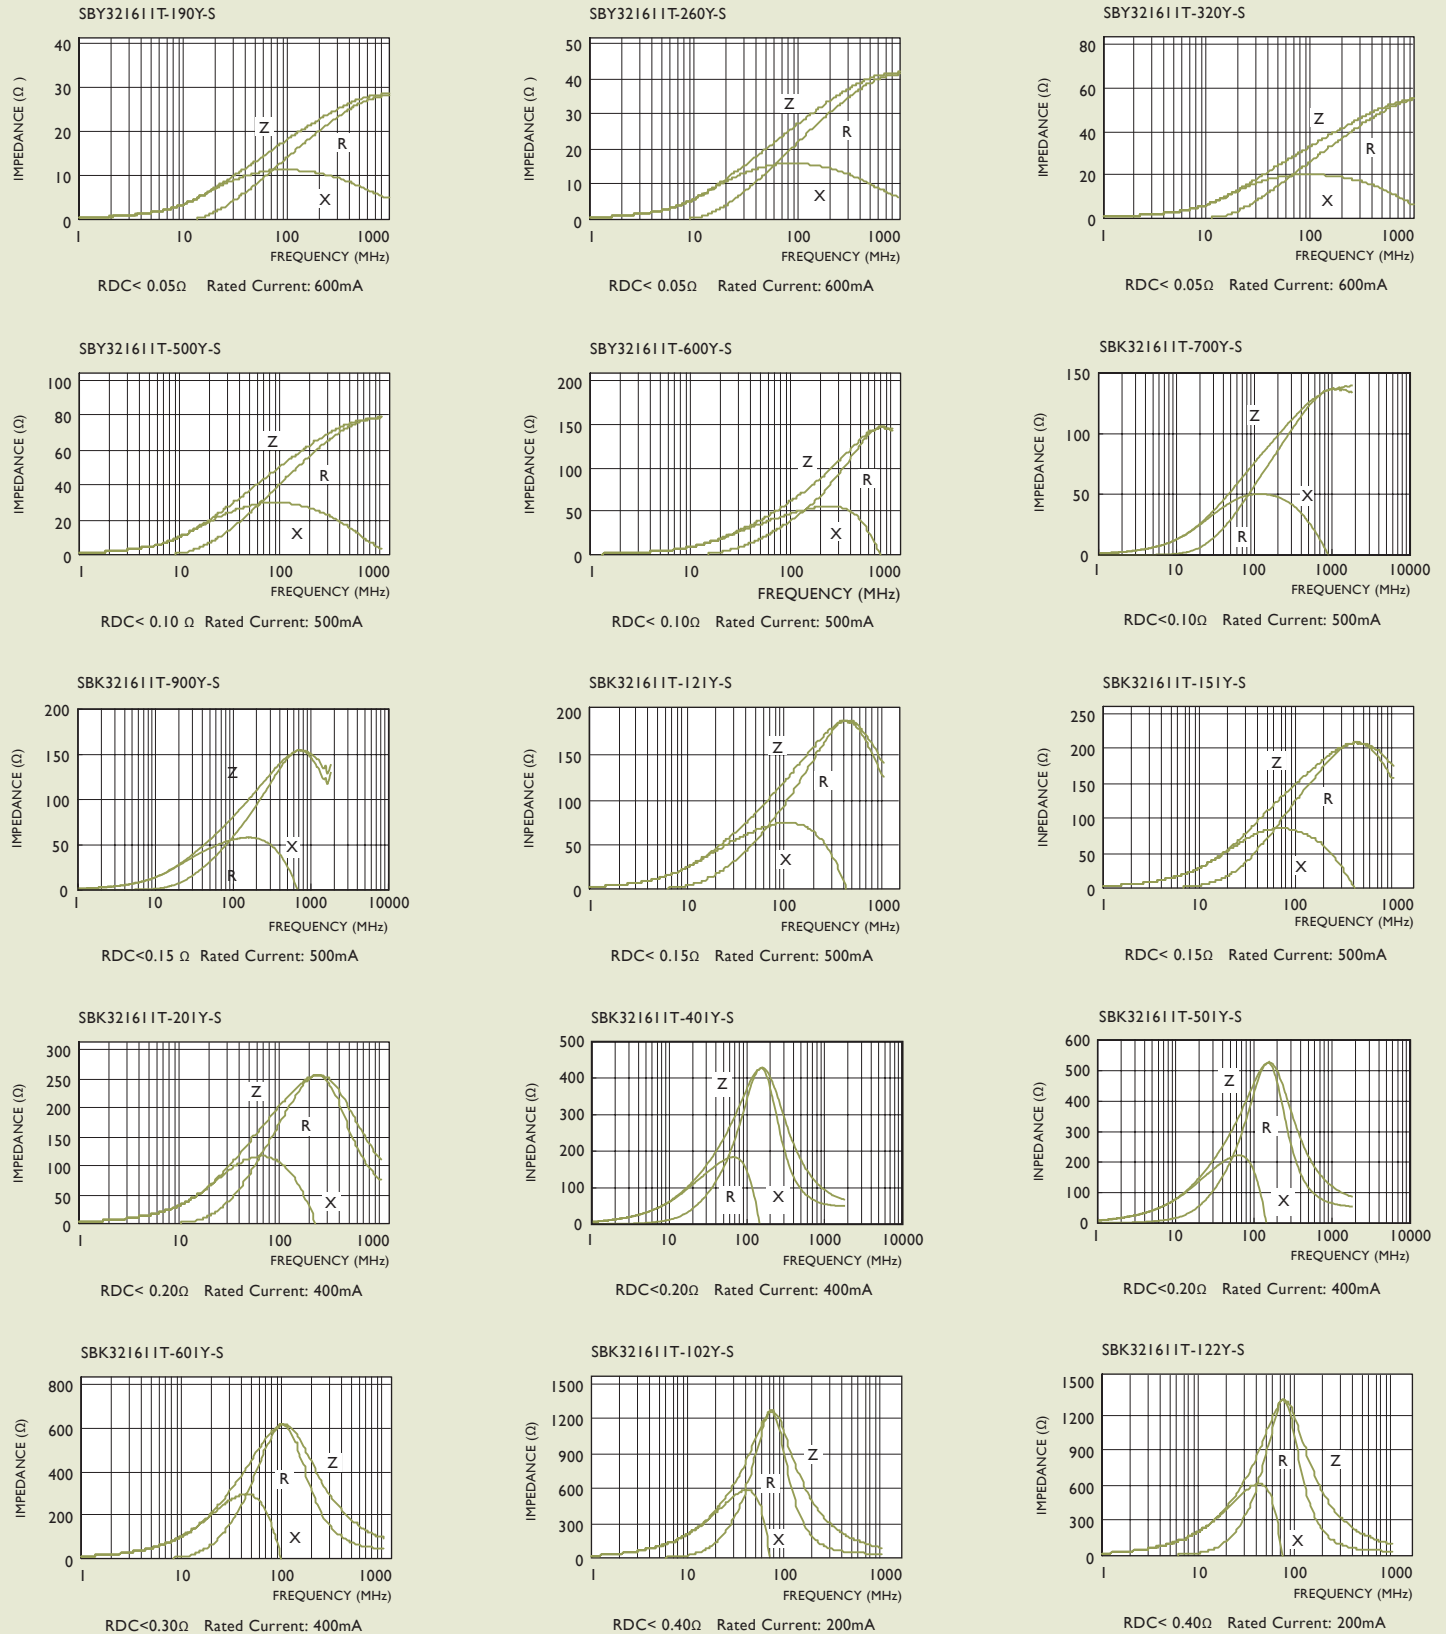 SBY321611T-190Y-S
IMPEDANCE (Ω )
40
30
20
10
0
Z
R
X
1 10 100 1000
FREQUENCY (MHz)
RDC< 0.05Ω Rated Current: 600mA
SBY321611T-260Y-S
IMPEDANCE (Ω )
50
40
30
20
10
0
Z
R
X
1 10 100 1000
FREQUENCY (MHz)
RDC< 0.05Ω Rated Current: 600mA
SBY321611T-320Y-S
IMPEDANCE (Ω)
80
60
40
20
0
Z
R
X
1 10 100 1000
FREQUENCY (MHz)
RDC< 0.05Ω Rated Current: 600mA
SBY321611T-500Y-S
IMPEDANCE (Ω)
100
80
60
40
20
0
Z
R
X
1 10 100 1000
FREQUENCY (MHz)
RDC< 0.10 Ω Rated Current: 500mA
SBY321611T-600Y-S
IMPEDANCE (Ω)
200
150
100
50
0
Z
R
X
1 10 100 1000
FREQUENCY (MHz)
RDC< 0.10Ω Rated Current: 500mA
SBK321611T-700Y-S
IMPEDANCE (Ω)
150
100
50
0
Z
X
R
1 10 100 1000 10000
FREQUENCY (MHz)
RDC<0.10Ω Rated Current: 500mA
SBK321611T-900Y-S
IMPEDANCE (Ω)
200
150
100
50
0
Z
X
R
1 10 100 1000 10000
FREQUENCY (MHz)
RDC<0.15 Ω Rated Current: 500mA
SBK321611T-121Y-S
INPEDANCE (Ω)
200
150
100
50
0
Z
R
X
1 10 100 1000
FREQUENCY (MHz)
RDC< 0.15Ω Rated Current: 500mA
SBK321611T-151Y-S
INPEDANCE (Ω)
250
200
150
100
50
0
Z
R
X
1 10 100 1000
FREQUENCY (MHz)
RDC< 0.15Ω Rated Current: 500mA
SBK321611T-201Y-S
IMPEDANCE (Ω)
300
250
200
150
100
50
0
Z
R
X
1 10 100 1000
FREQUENCY (MHz)
RDC< 0.20Ω Rated Current: 400mA
SBK321611T-401Y-S
INPEDANCE (Ω)
500
400
300
200
100
0
Z
R X
1 10 100 1000 10000
FREQUENCY (MHz)
RDC<0.20Ω Rated Current: 400mA
SBK321611T-501Y-S
INPEDANCE (Ω)
600
500
400
300
200
100
0
Z
R
X
1 10 100 1000 10000
FREQUENCY (MHz)
RDC<0.20Ω Rated Current: 400mA
SBK321611T-601Y-S
IMPEDANCE (Ω)
800
600
400
200
0
Z
R
X
1 10 100 1000
FREQUENCY (MHz)
RDC<0.30Ω Rated Current: 400mA
SBK321611T-102Y-S
IMPEDANCE (Ω)
1500
1200
900
600
300
0
Z
R
X
1 10 100 1000
FREQUENCY (MHz)
RDC< 0.40Ω Rated Current: 200mA
SBK321611T-122Y-S
IMPEDANCE (Ω)
1500
1200
900
600
300
0
R Z
X
1 10 100 1000
FREQUENCY (MHz)
RDC< 0.40Ω Rated Current: 200mA